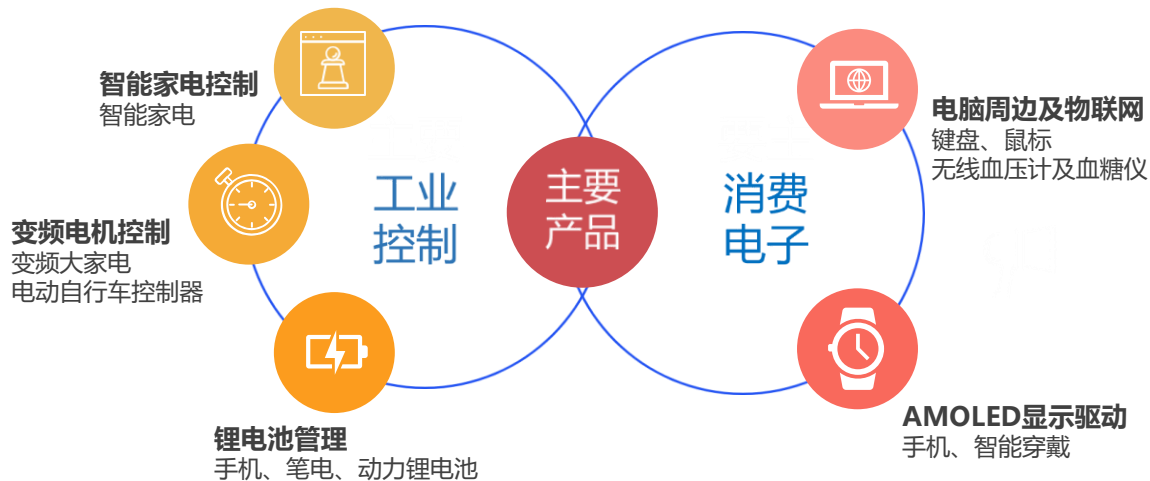 智能家电控制
智能家电
变频电机控制
变频大家电
电动自行车控制器
锂电池管理
手机、笔电、动力锂电池
工业
控制
主要
产品
消费
电子
电脑周边及物联网
键盘、鼠标
无线血压计及血糖仪
AMOLED显示驱动
手机、智能穿戴